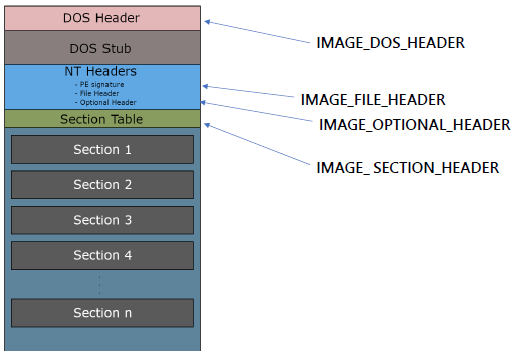 DOS Header
DOS Stub
NT Headers
- PE signature
- File Header
- Optional Header
Section Table
Section 1
Section 2
Section 3
Section 4
Section n
IMAGE_DOS_HEADER
IMAGE_FILE_HEADER
IMAGE_OPTIONAL_HEADER
IMAGE_ SECTION_HEADER